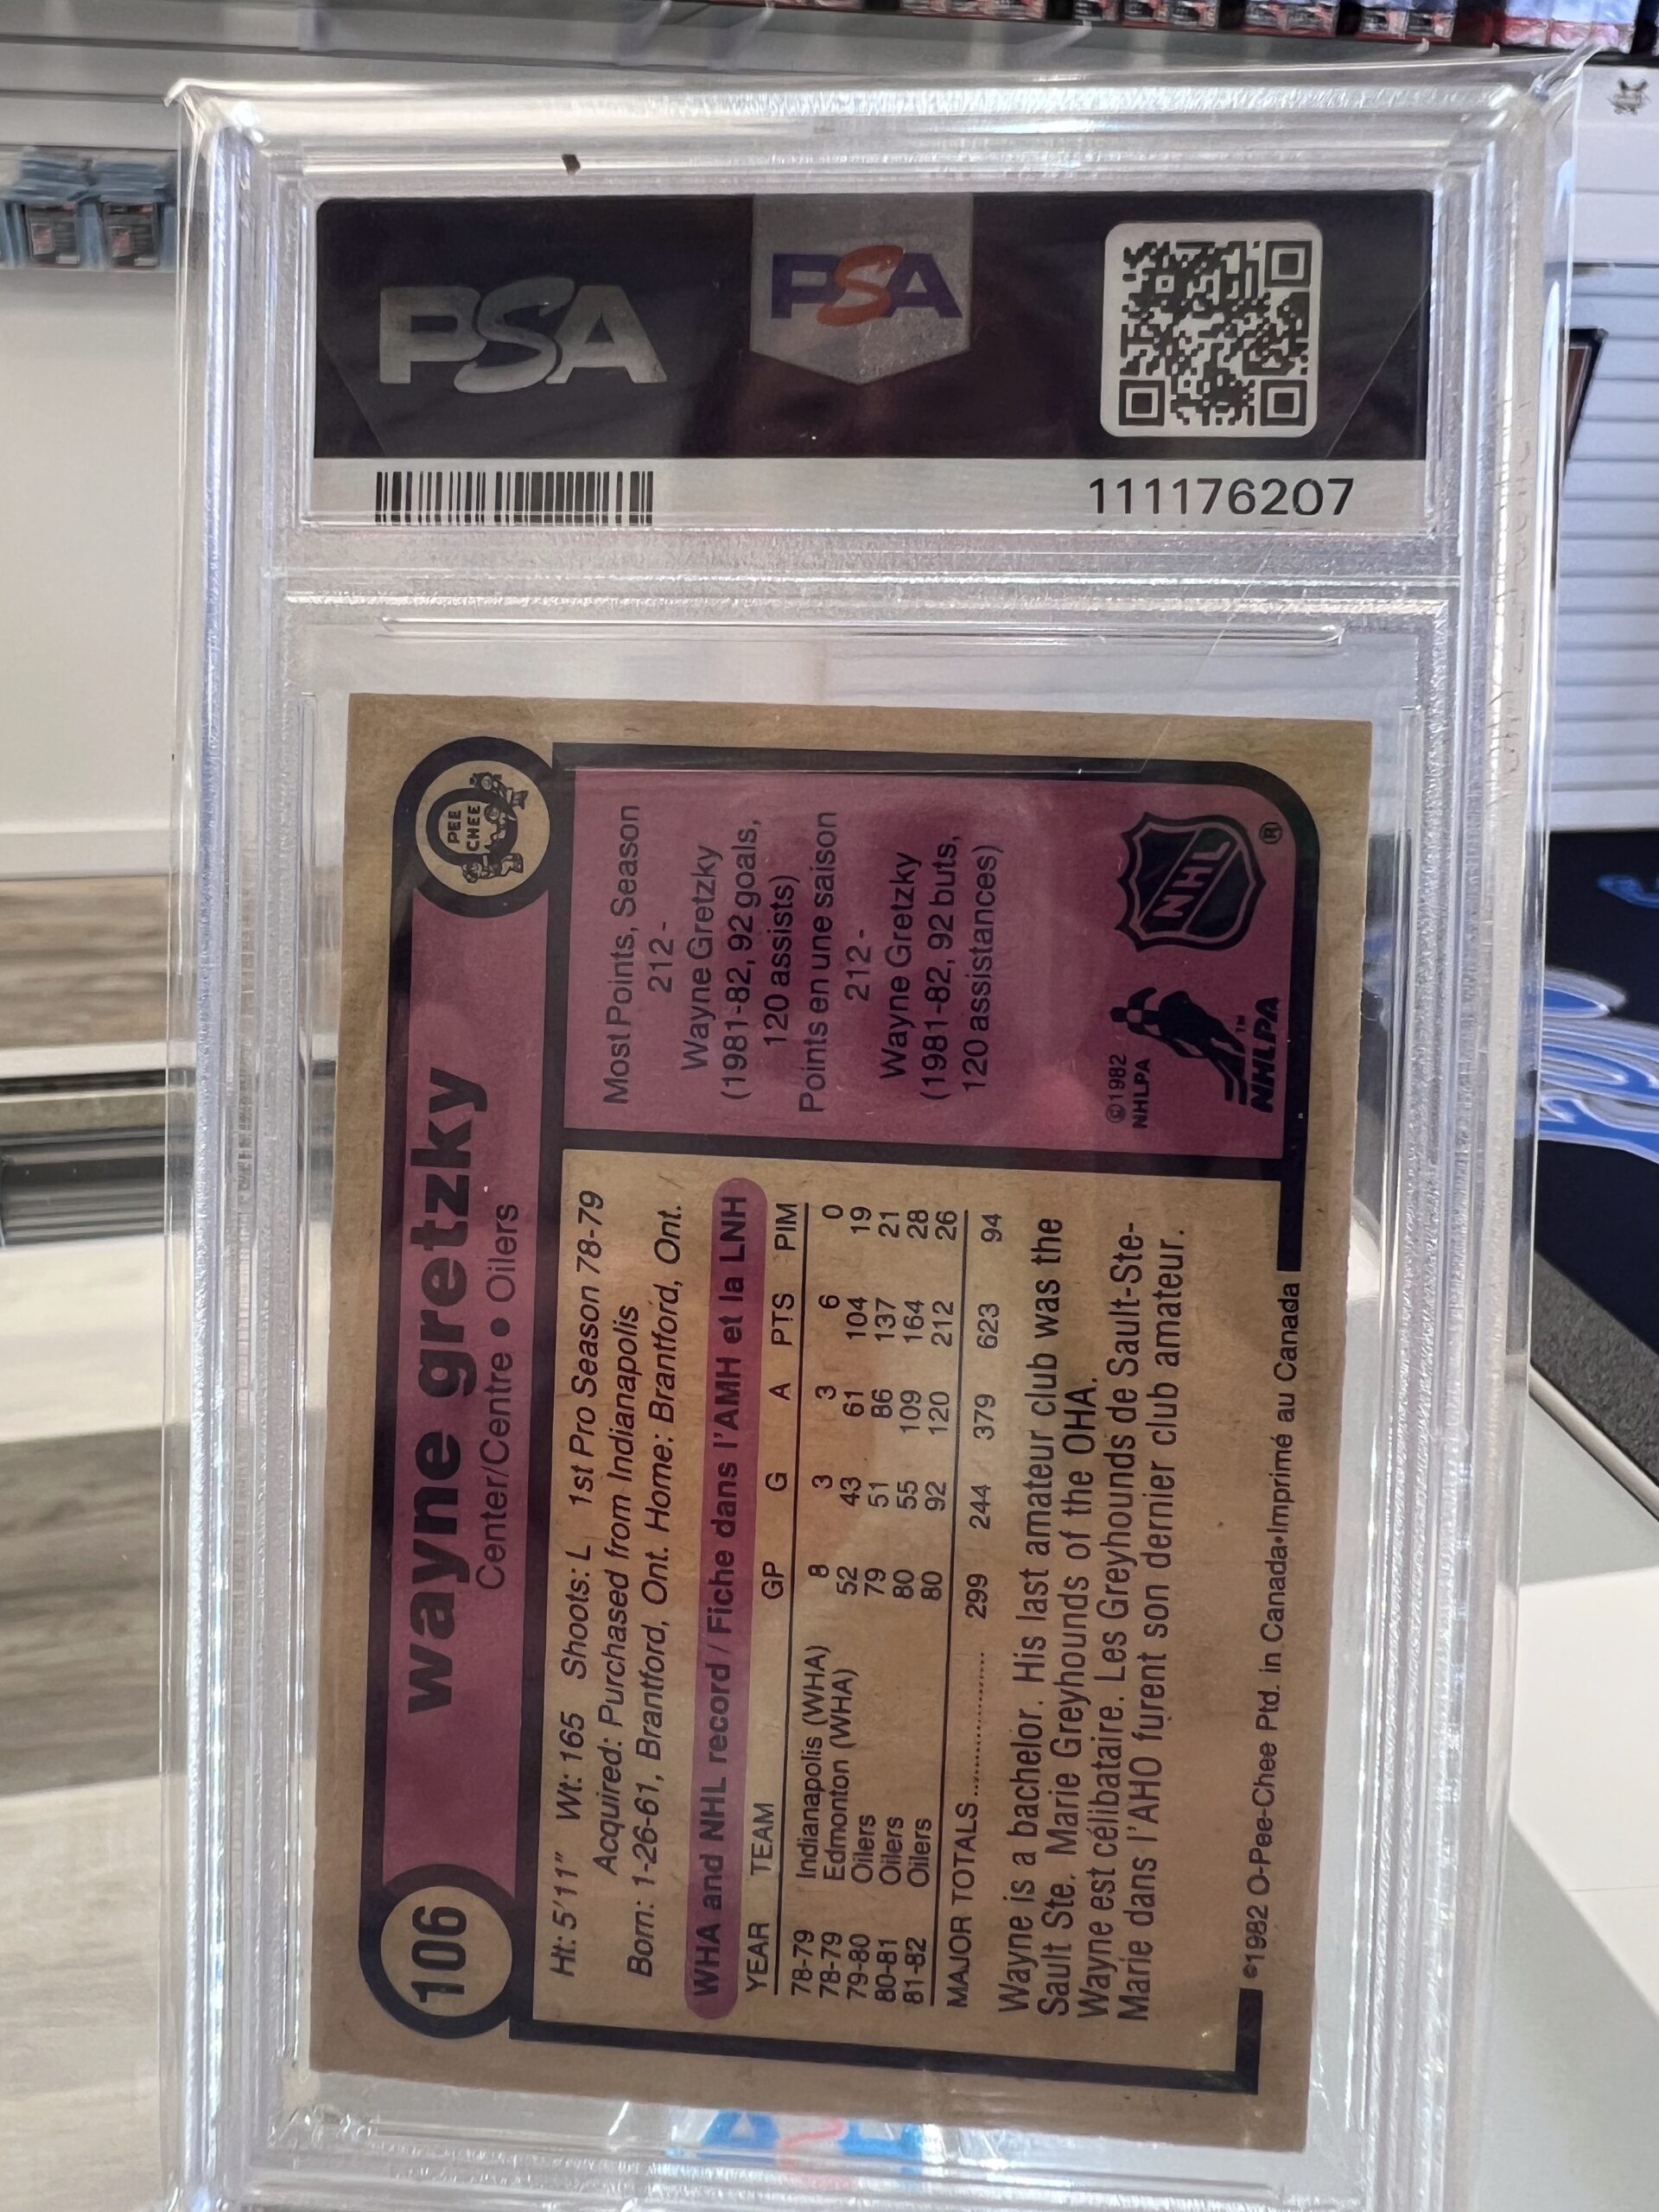 PSA
PSA
111176207
106
wayne gretzky
Center/Centre • Oilers
PEE
CHEE
Ht: 5'11" Wt: 165 Shoots: L 1st Pro Season 78-79
Acquired: Purchased from Indianapolis
Born: 1-26-61, Brantford, Ont. Home: Brantford, Ont.
WHA and NHL record / Fiche dans l'AMH et la LNH
YEAR TEAM GP G A PTS PIM
78-79 Indianapolis (WHA) 8 3 3 6 0
78-79 Edmonton (WHA) 52 43 61 104 19
79-80 Oilers 79 51 86 137 21
80-81 Oilers 80 55 109 164 28
81-82 Oilers 80 92 120 212 26
MAJOR TOTALS.................... 299 244 379 623 94
Wayne is a bachelor. His last amateur club was the
Sault Ste. Marie Greyhounds of the OHA.
Wayne est célibataire. Les Greyhounds de Sault-Ste-
Marie dans l'AHO furent son dernier club amateur.
Most Points, Season
212 -
Wayne Gretzky
(1981-82, 92 goals,
120 assists)
Points en une saison
212 -
Wayne Gretzky
(1981-82, 92 buts,
120 assistances)
©1982
NHLPA
NHLPA™
NHL®
©1982 O-Pee-Chee Ptd. in Canada•Imprimé au Canada